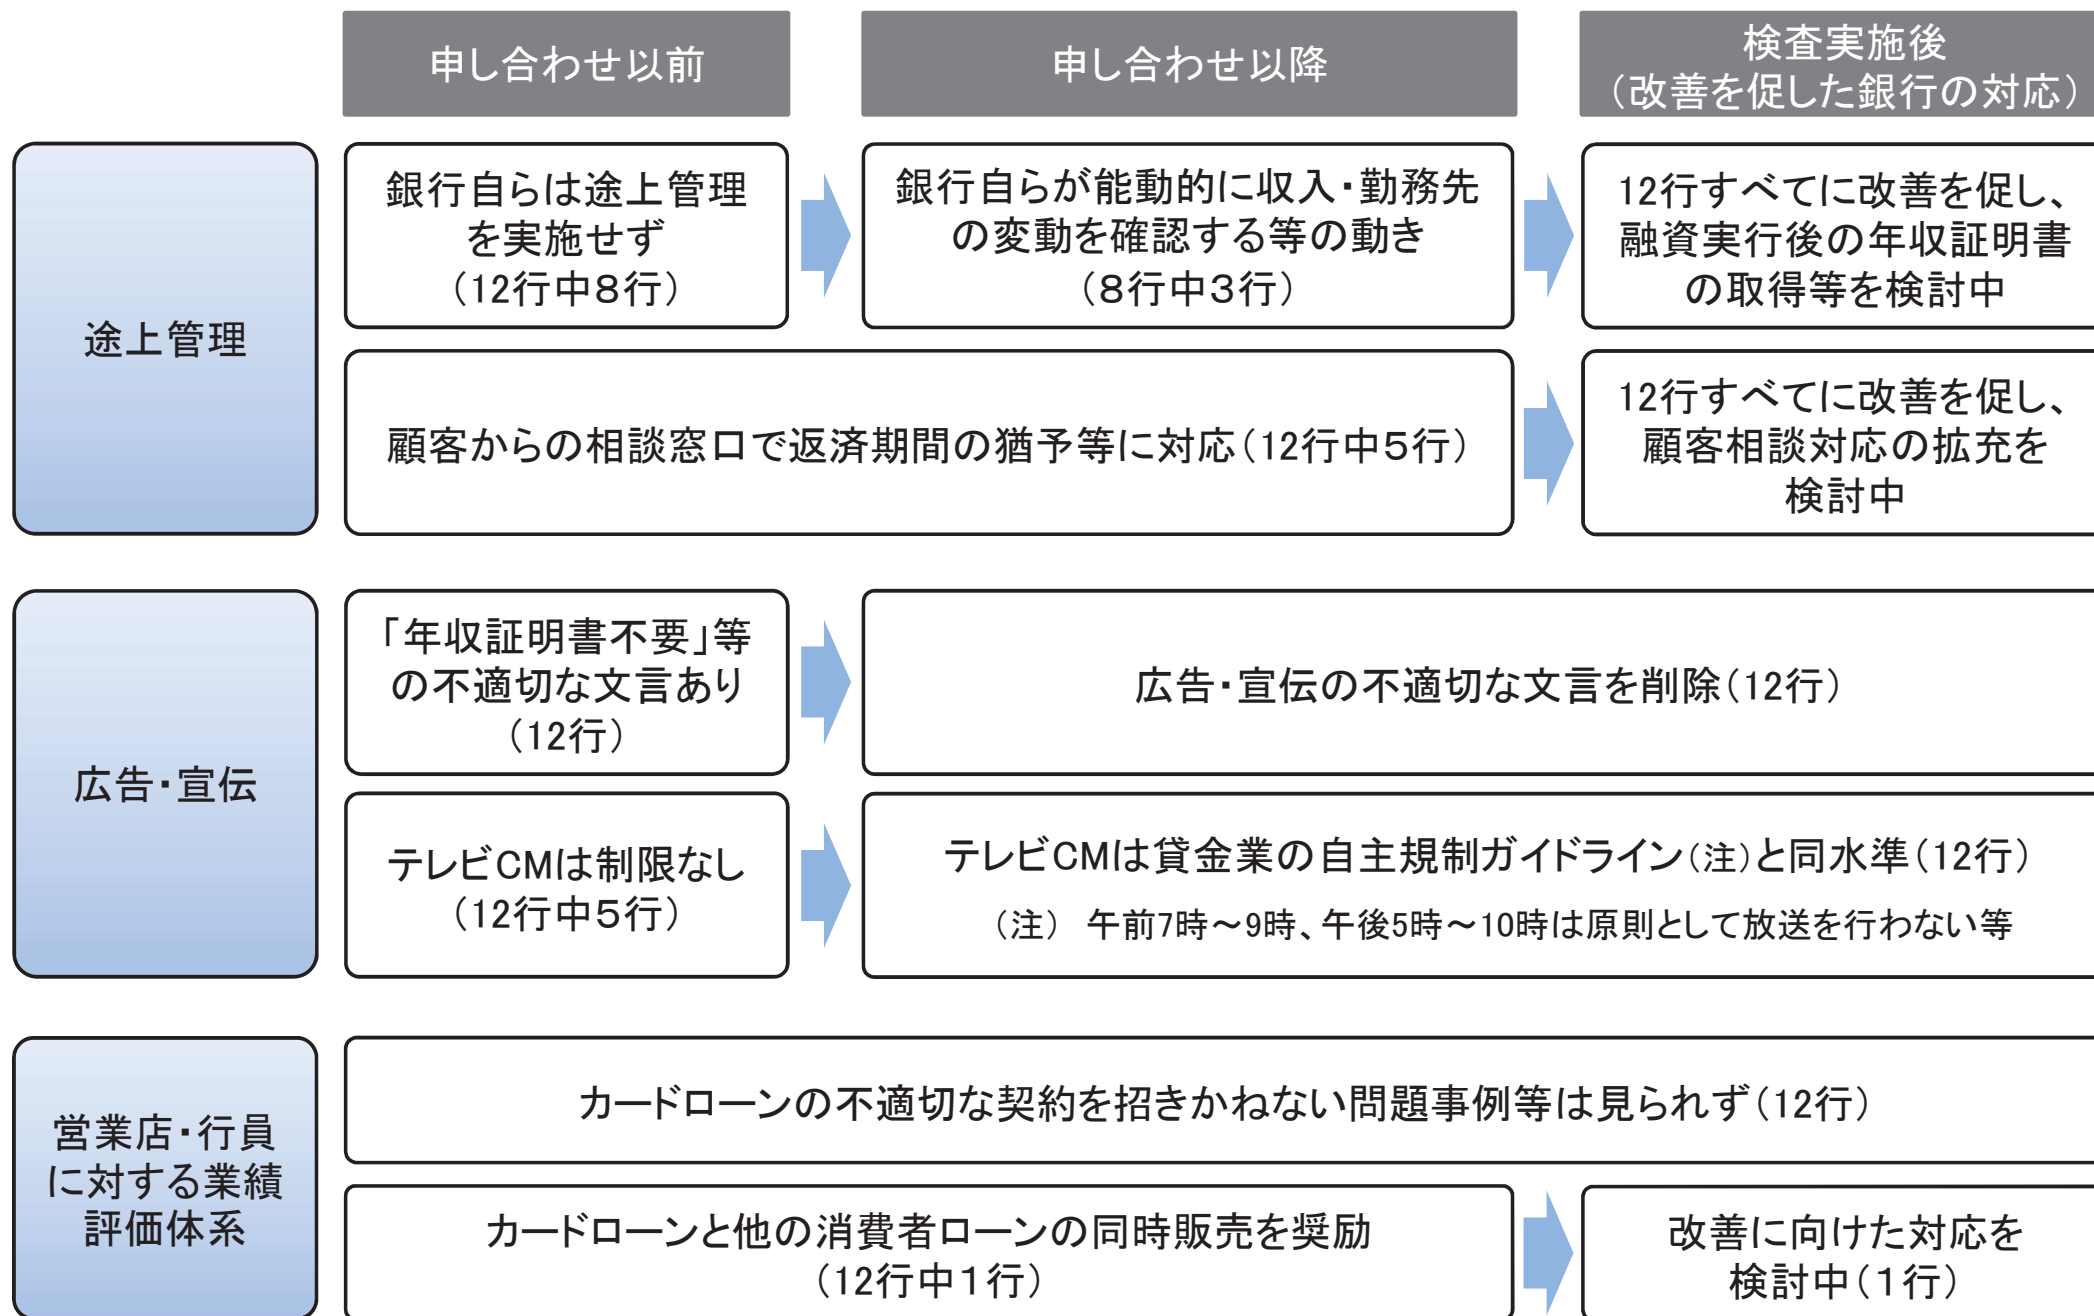 申し合わせ以前
申し合わせ以降
検査実施後
（改善を促した銀行の対応）
途上管理
銀行自らは途上管理
を実施せず
（12行中８行）
銀行自らが能動的に収入・勤務先
の変動を確認する等の動き
（８行中３行）
12行すべてに改善を促し、
融資実行後の年収証明書
の取得等を検討中
顧客からの相談窓口で返済期間の猶予等に対応（12行中５行）
12行すべてに改善を促し、
顧客相談対応の拡充を
検討中
広告・宣伝
「年収証明書不要」等
の不適切な文言あり
（12行）
広告・宣伝の不適切な文言を削除（12行）
テレビCMは制限なし
（12行中５行）
テレビCMは貸金業の自主規制ガイドライン（注）と同水準（12行）
（注） 午前7時～9時、午後5時～10時は原則として放送を行わない等
営業店・行員
に対する業績
評価体系
カードローンの不適切な契約を招きかねない問題事例等は見られず（12行）
カードローンと他の消費者ローンの同時販売を奨励
（12行中１行）
改善に向けた対応を
検討中（１行）